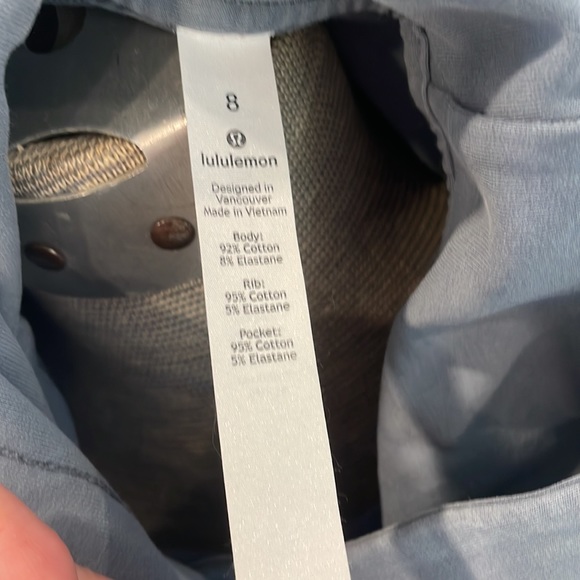 8
lululemon
Designed in
Vancouver
Made in Vietnam
Body:
92% Cotton
8% Elastane
Rib:
95% Cotton
5% Elastane
Pocket:
95% Cotton
5% Elastane